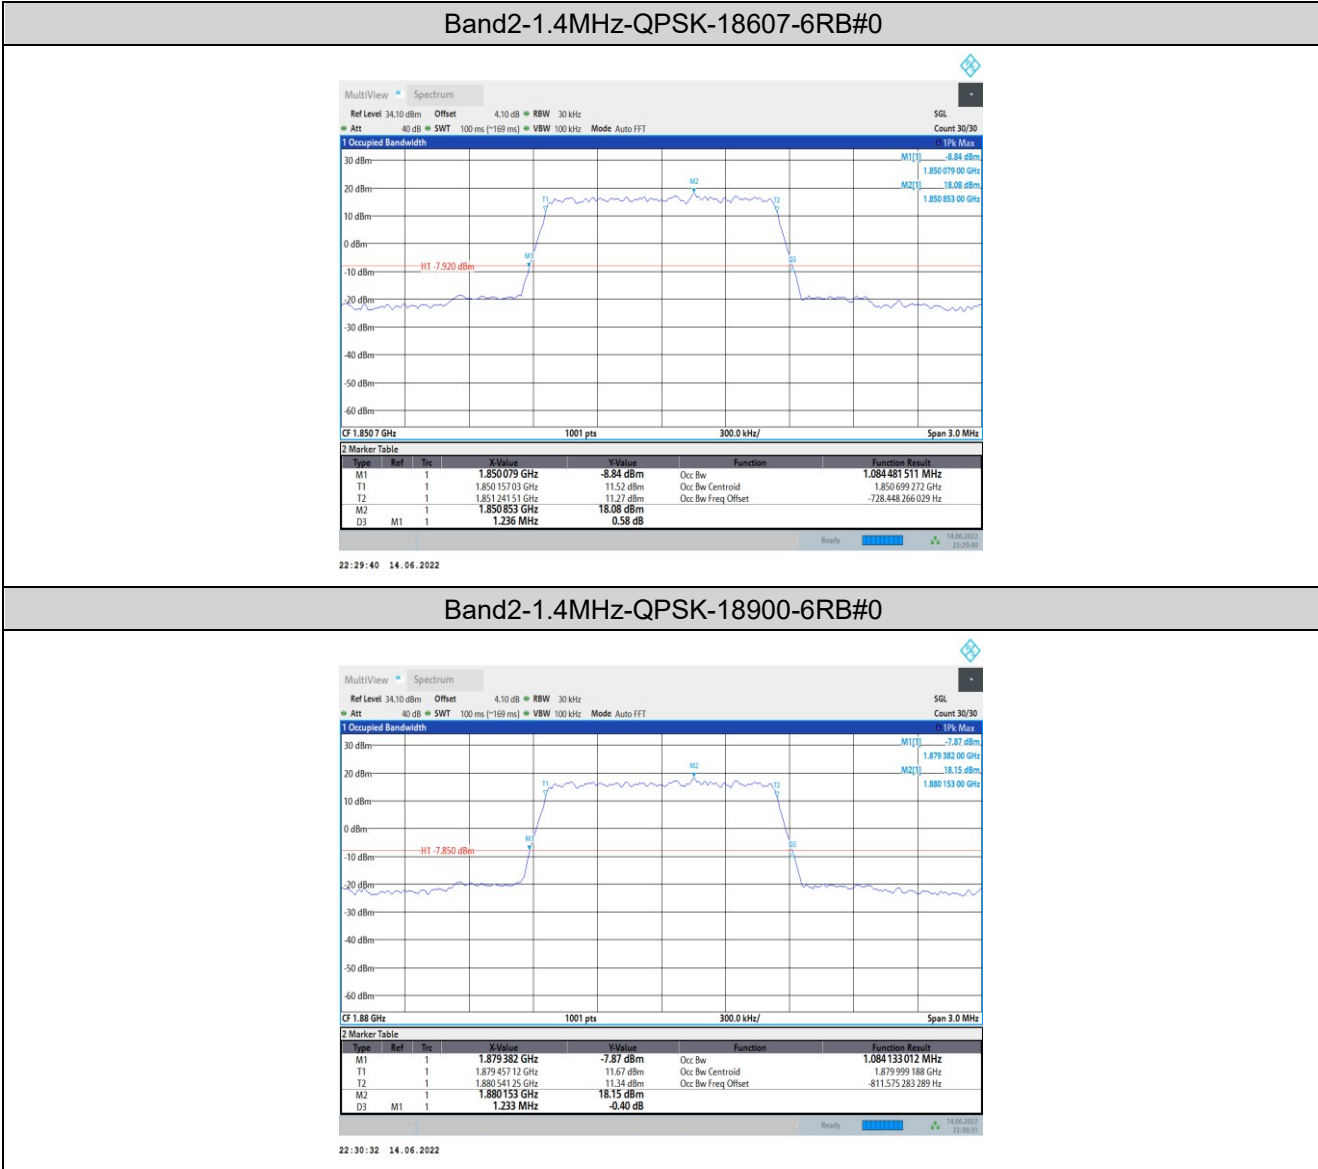 Band2-1.4MHz-QPSK-18607-6RB#0
MultiView Spectrum
Ref Level 34.10 dBm Offset 4.10 dB RBW 30 kHz SGL
Att 40 dB SWT 100 ms (~169 ms) VBW 100 kHz Mode Auto FFT Count 30/30
1 Occupied Bandwidth 1Pk Max
M1[1] -8.84 dBm
1.850 079 00 GHz
M2[1] 18.08 dBm
1.850 853 00 GHz
30 dBm
20 dBm
10 dBm
0 dBm
-10 dBm
-20 dBm
-30 dBm
-40 dBm
-50 dBm
-60 dBm
M2
T1
T2
M1
D3
H1 -7.920 dBm
CF 1.8507 GHz 1001 pts 300.0 kHz/ Span 3.0 MHz
2 Marker Table
Type Ref Trc X-Value Y-Value Function Function Result
M1 1 1.850079 GHz -8.84 dBm Occ Bw 1.084 481 511 MHz
T1 1 1.850 157 03 GHz 11.52 dBm Occ Bw Centroid 1.850 699 272 GHz
T2 1 1.851 241 51 GHz 11.27 dBm Occ Bw Freq Offset -728.448 266 029 Hz
M2 1 1.850853 GHz 18.08 dBm
D3 M1 1 1.236 MHz 0.58 dB
Ready 14.06.2022
22:29:40
22:29:40 14.06.2022
Band2-1.4MHz-QPSK-18900-6RB#0
MultiView Spectrum
Ref Level 34.10 dBm Offset 4.10 dB RBW 30 kHz SGL
Att 40 dB SWT 100 ms (~169 ms) VBW 100 kHz Mode Auto FFT Count 30/30
1 Occupied Bandwidth 1Pk Max
M1[1] -7.87 dBm
1.879 382 00 GHz
M2[1] 18.15 dBm
1.880 153 00 GHz
30 dBm
20 dBm
10 dBm
0 dBm
-10 dBm
-20 dBm
-30 dBm
-40 dBm
-50 dBm
-60 dBm
M2
T1
T2
M1
D3
H1 -7.850 dBm
CF 1.88 GHz 1001 pts 300.0 kHz/ Span 3.0 MHz
2 Marker Table
Type Ref Trc X-Value Y-Value Function Function Result
M1 1 1.879382 GHz -7.87 dBm Occ Bw 1.084 133 012 MHz
T1 1 1.879 457 12 GHz 11.67 dBm Occ Bw Centroid 1.879 999 188 GHz
T2 1 1.880 541 25 GHz 11.34 dBm Occ Bw Freq Offset -811.575 283 289 Hz
M2 1 1.880153 GHz 18.15 dBm
D3 M1 1 1.233 MHz -0.40 dB
Ready 14.06.2022
22:30:31
22:30:32 14.06.2022